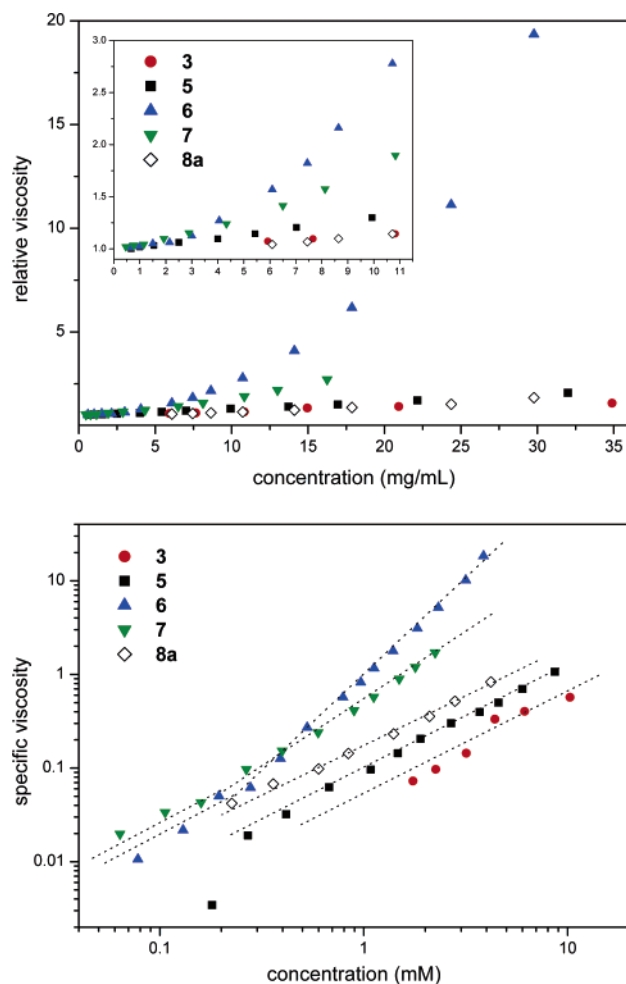 20
15
10
5
relative viscosity
3.0
2.5
2.0
1.5
1.0
3
5
6
7
8a
0 1 2 3 4 5 6 7 8 9 10 11
0 5 10 15 20 25 30 35
concentration (mg/mL)
10
1
0.1
0.01
specific viscosity
3
5
6
7
8a
0.1 1 10
concentration (mM)